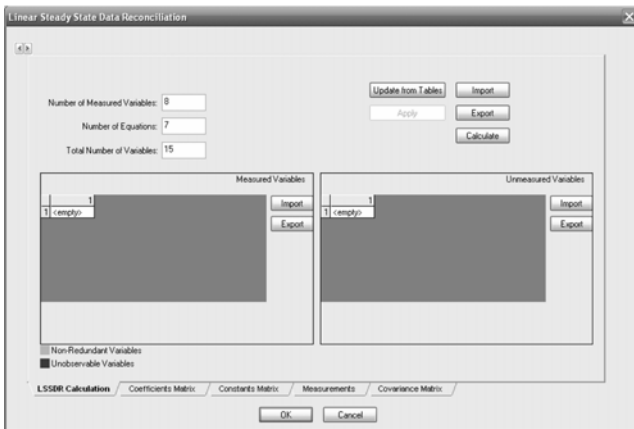 Linear Steady State Data Reconciliation
Number of Measured Variables: 8
Number of Equations: 7
Total Number of Variables: 15
Update from Tables
Import
Apply
Export
Calculate
Measured Variables
1
1 <empty>
Import
Export
Unmeasured Variables
1
1 <empty>
Import
Export
Non-Redundant Variables
Unobservable Variables
LSSDR Calculation
Coefficients Matrix
Constants Matrix
Measurements
Covariance Matrix
OK
Cancel